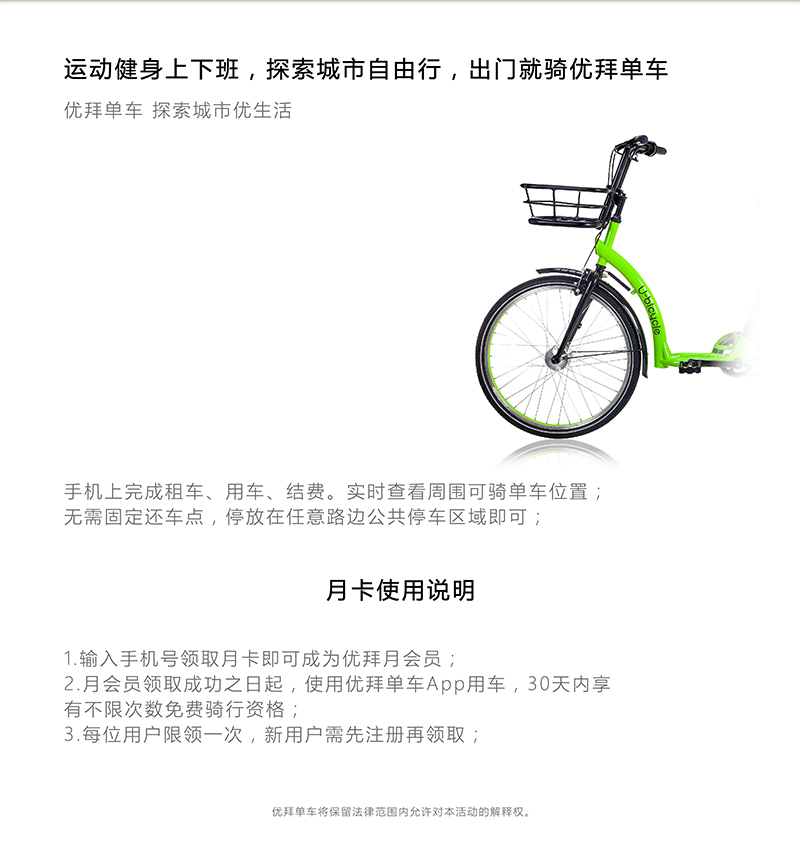 运动健身上下班，探索城市自由行，出门就骑优拜单车
优拜单车 探索城市优生活
U-bicycle
手机上完成租车、用车、结费。实时查看周围可骑单车位置；
无需固定还车点，停放在任意路边公共停车区域即可；
月卡使用说明
1.输入手机号领取月卡即可成为优拜月会员；
2.月会员领取成功之日起，使用优拜单车App用车，30天内享
有不限次数免费骑行资格；
3.每位用户限领一次，新用户需先注册再领取；
优拜单车将保留法律范围内允许对本活动的解释权。